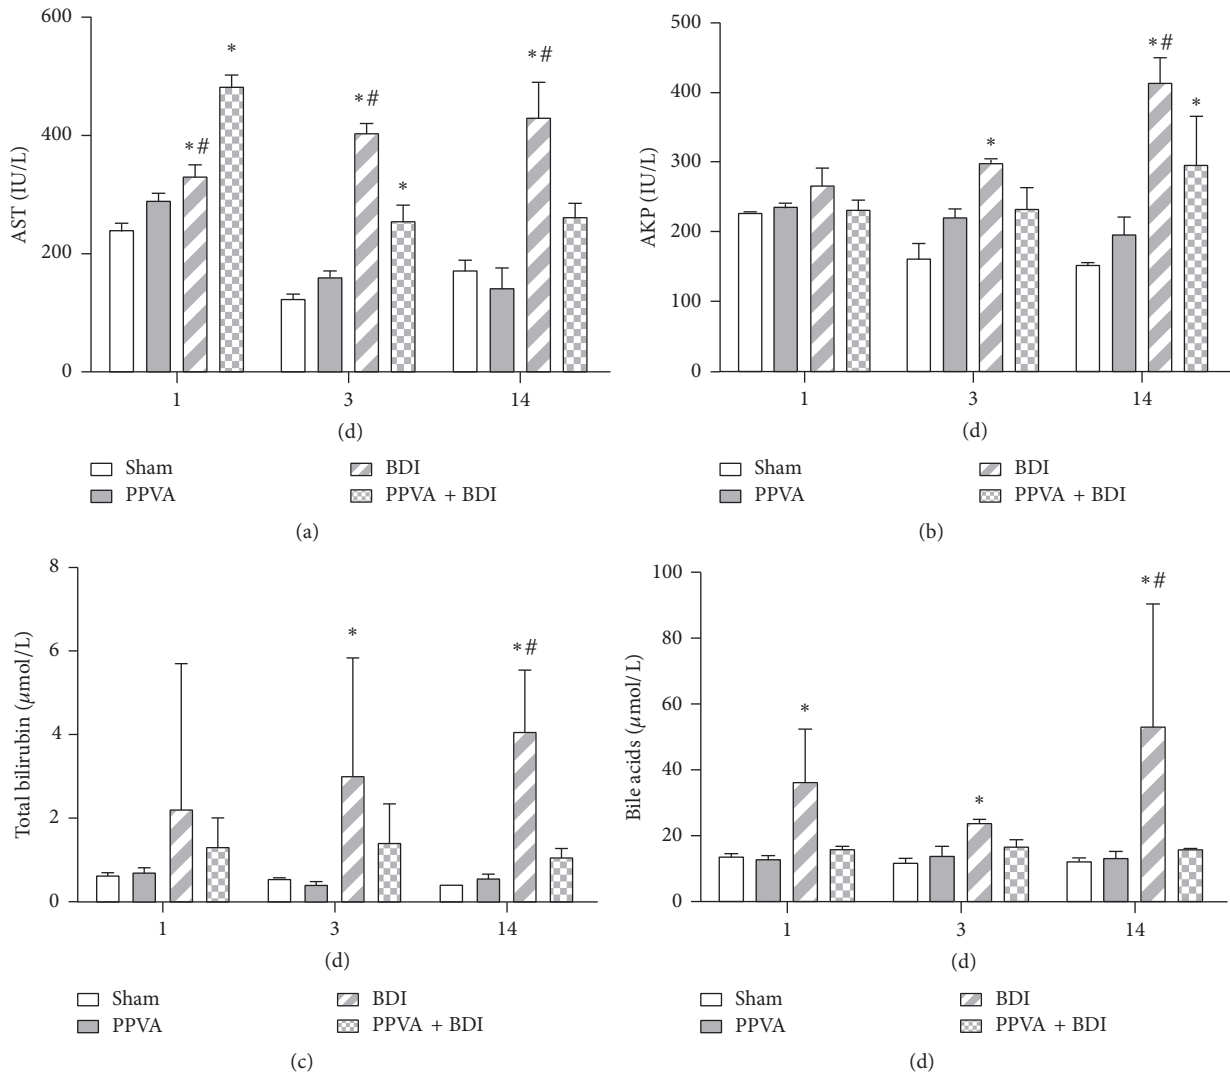 AST (IU/L)
600
400
200
0
*
*#
*#
*
*#
1
3
14
(d)
Sham
BDI
PPVA
PPVA + BDI
(a)
AKP (IU/L)
500
400
300
200
100
0
*
*#
*
1
3
14
(d)
Sham
BDI
PPVA
PPVA + BDI
(b)
Total bilirubin (μmol/L)
8
6
4
2
0
*
*#
1
3
14
(d)
Sham
BDI
PPVA
PPVA + BDI
(c)
Bile acids (μmol/L)
100
80
60
40
20
0
*
*
*#
1
3
14
(d)
Sham
BDI
PPVA
PPVA + BDI
(d)